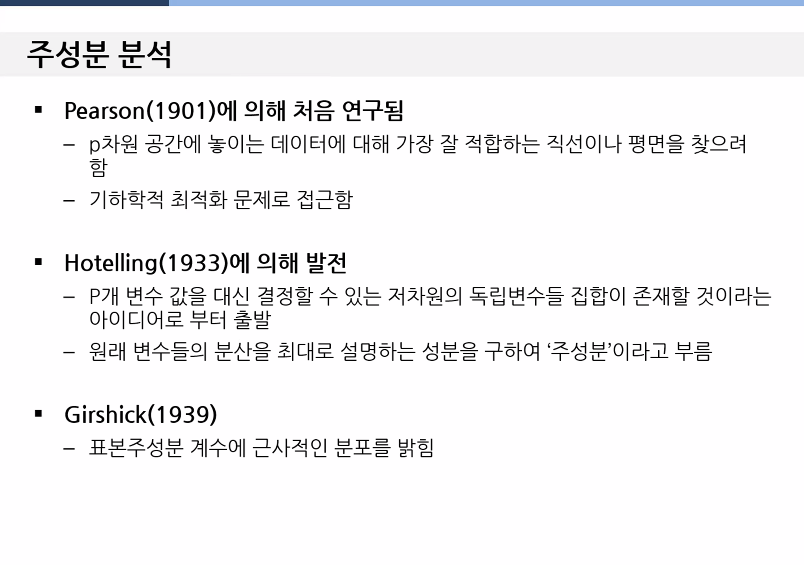 주성분 분석
▪ Pearson(1901)에 의해 처음 연구됨
– p차원 공간에 놓이는 데이터에 대해 가장 잘 적합하는 직선이나 평면을 찾으려
함
– 기하학적 최적화 문제로 접근함
▪ Hotelling(1933)에 의해 발전
– P개 변수 값을 대신 결정할 수 있는 저차원의 독립변수들 집합이 존재할 것이라는
아이디어로 부터 출발
– 원래 변수들의 분산을 최대로 설명하는 성분을 구하여 ‘주성분’이라고 부름
▪ Girshick(1939)
– 표본주성분 계수에 근사적인 분포를 밝힘